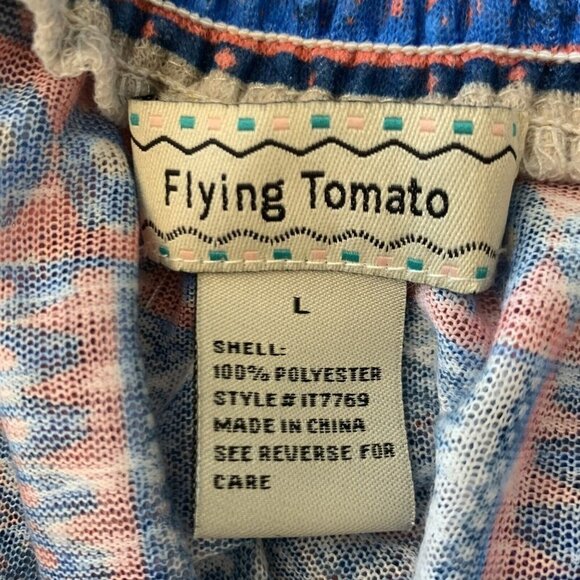 Flying Tomato
L
SHELL:
100% POLYESTER
STYLE # IT7769
MADE IN CHINA
SEE REVERSE FOR
CARE